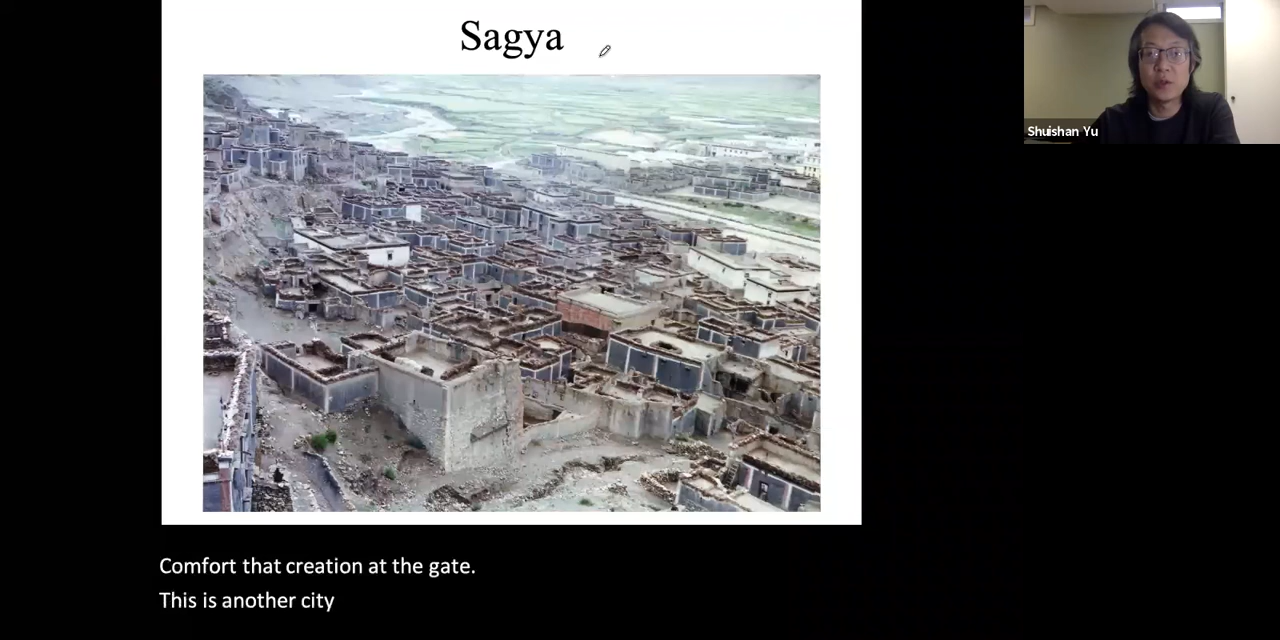 Sagya
Shuishan Yu
Comfort that creation at the gate.
This is another city